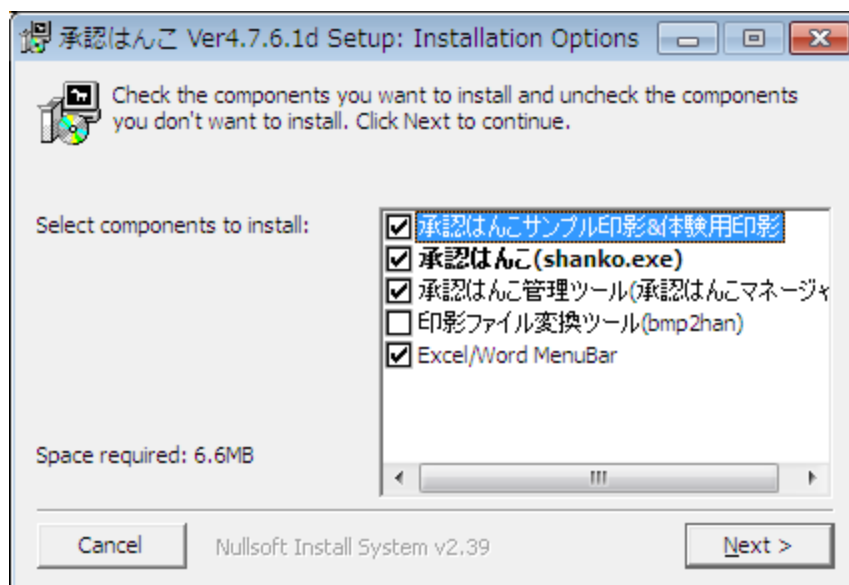 承認はんこ Ver4.7.6.1d Setup: Installation Options
Check the components you want to install and uncheck the components
you don't want to install. Click Next to continue.
Select components to install:
承認はんこサンプル印影&体験用印影
承認はんこ(shanko.exe)
承認はんこ管理ツール(承認はんこマネージャ
印影ファイル変換ツール(bmp2han)
Excel/Word MenuBar
Space required: 6.6MB
Cancel
Nullsoft Install System v2.39
Next >